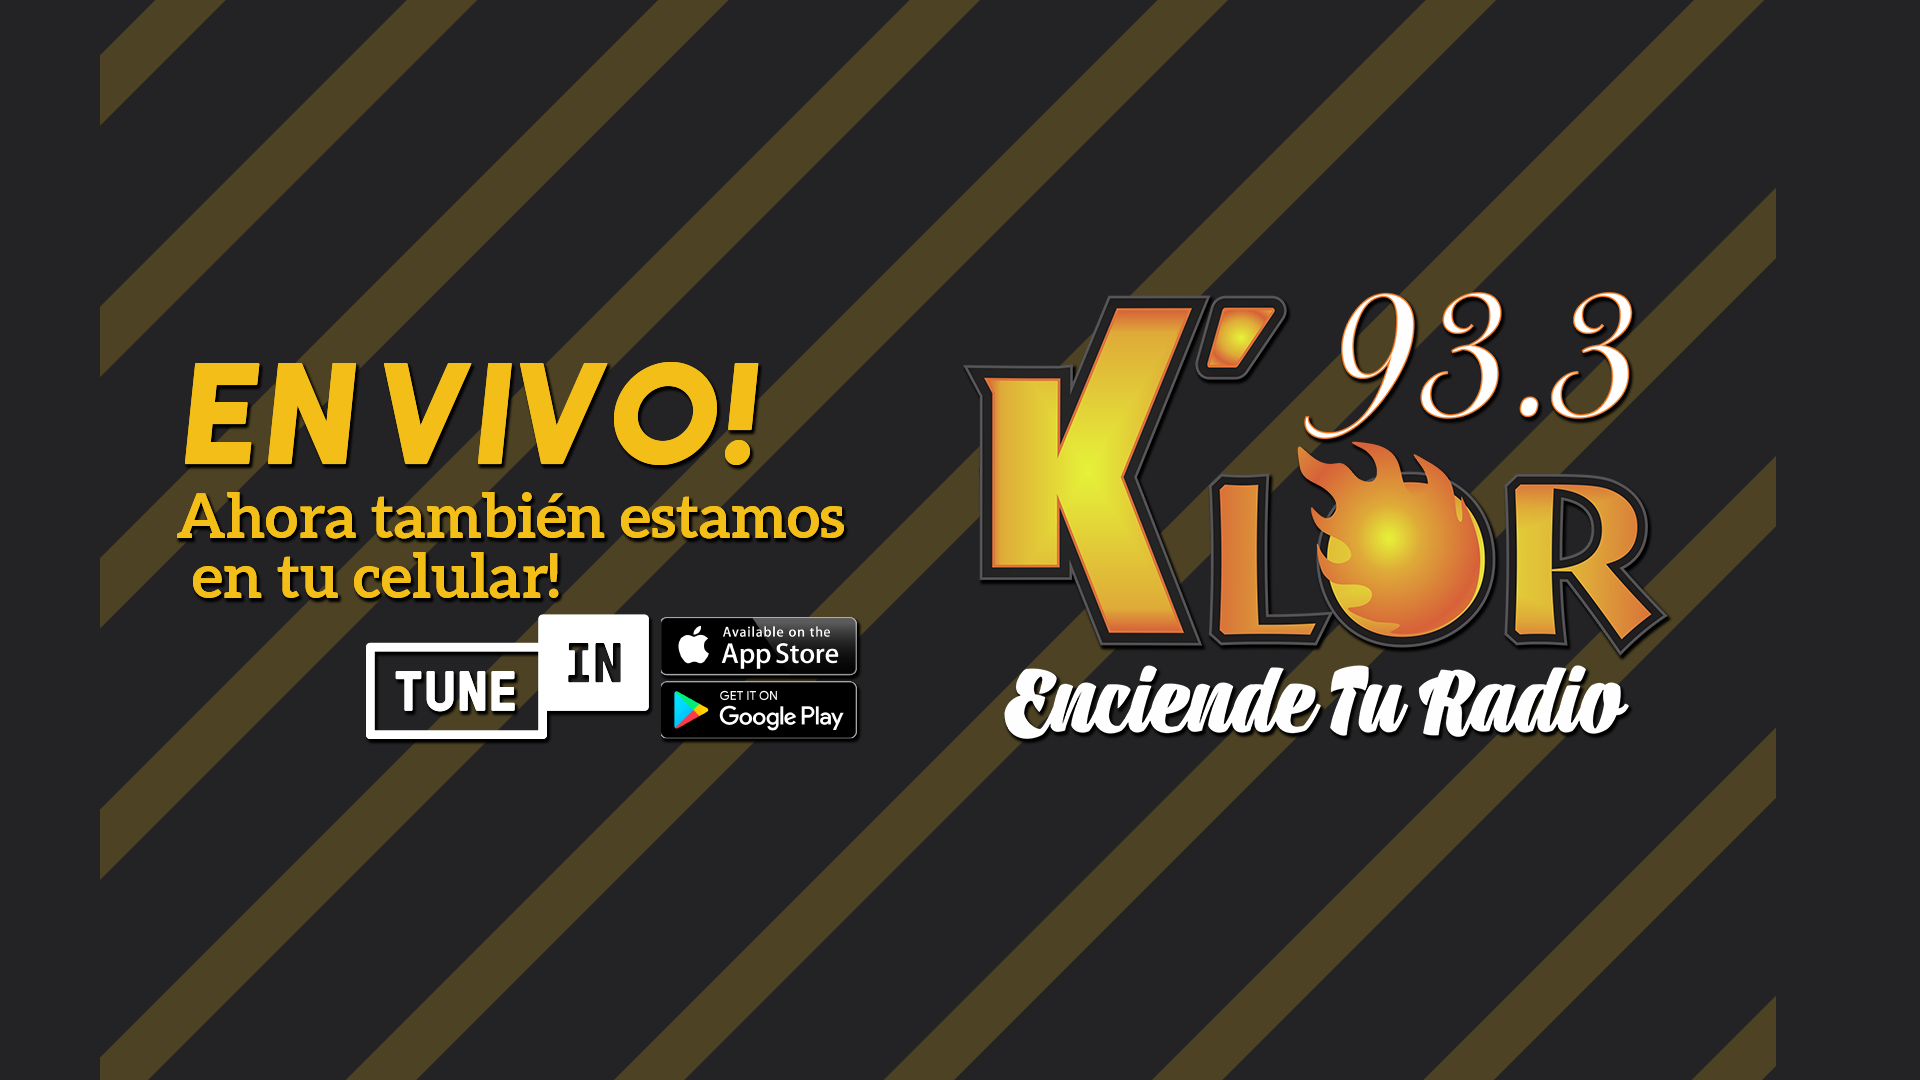 EN VIVO!
Ahora también estamos
en tu celular!
TUNE IN
Available on the
App Store
GET IT ON
Google Play
93.3
K'LOR
Enciende Tu Radio